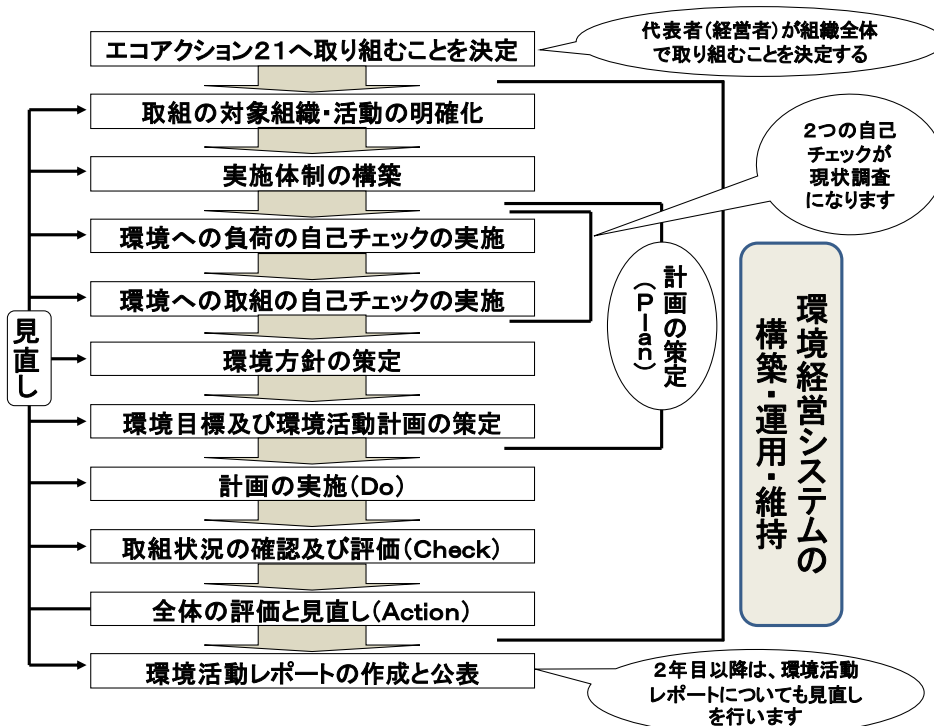 エコアクション２１へ取り組むことを決定
代表者（経営者）が組織全体
で取り組むことを決定する
取組の対象組織・活動の明確化
２つの自己
チェックが
現状調査
になります
実施体制の構築
環境への負荷の自己チェックの実施
環境への取組の自己チェックの実施
計画の策定
（Ｐｌａｎ）
環境経営システムの
構築・運用・維持
見直し
環境方針の策定
環境目標及び環境活動計画の策定
計画の実施（Ｄｏ）
取組状況の確認及び評価（Ｃｈｅｃｋ）
全体の評価と見直し（Ａｃｔｉｏｎ）
環境活動レポートの作成と公表
２年目以降は、環境活動
レポートについても見直し
を行います